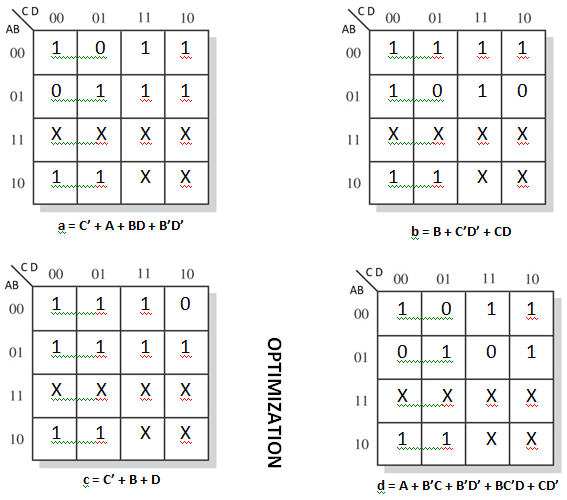 C D
AB
00 01 11 10
00 1 0 1 1
01 0 1 1 1
11 X X X X
10 1 1 X X
a = C’ + A + BD + B’D’
C D
AB
00 01 11 10
00 1 1 1 1
01 1 0 1 0
11 X X X X
10 1 1 X X
b = B + C’D’ + CD
C D
AB
00 01 11 10
00 1 1 1 0
01 1 1 1 1
11 X X X X
10 1 1 X X
c = C’ + B + D
OPTIMIZATION
C D
AB
00 01 11 10
00 1 0 1 1
01 0 1 0 1
11 X X X X
10 1 1 X X
d = A + B’C + B’D’ + BC’D + CD’